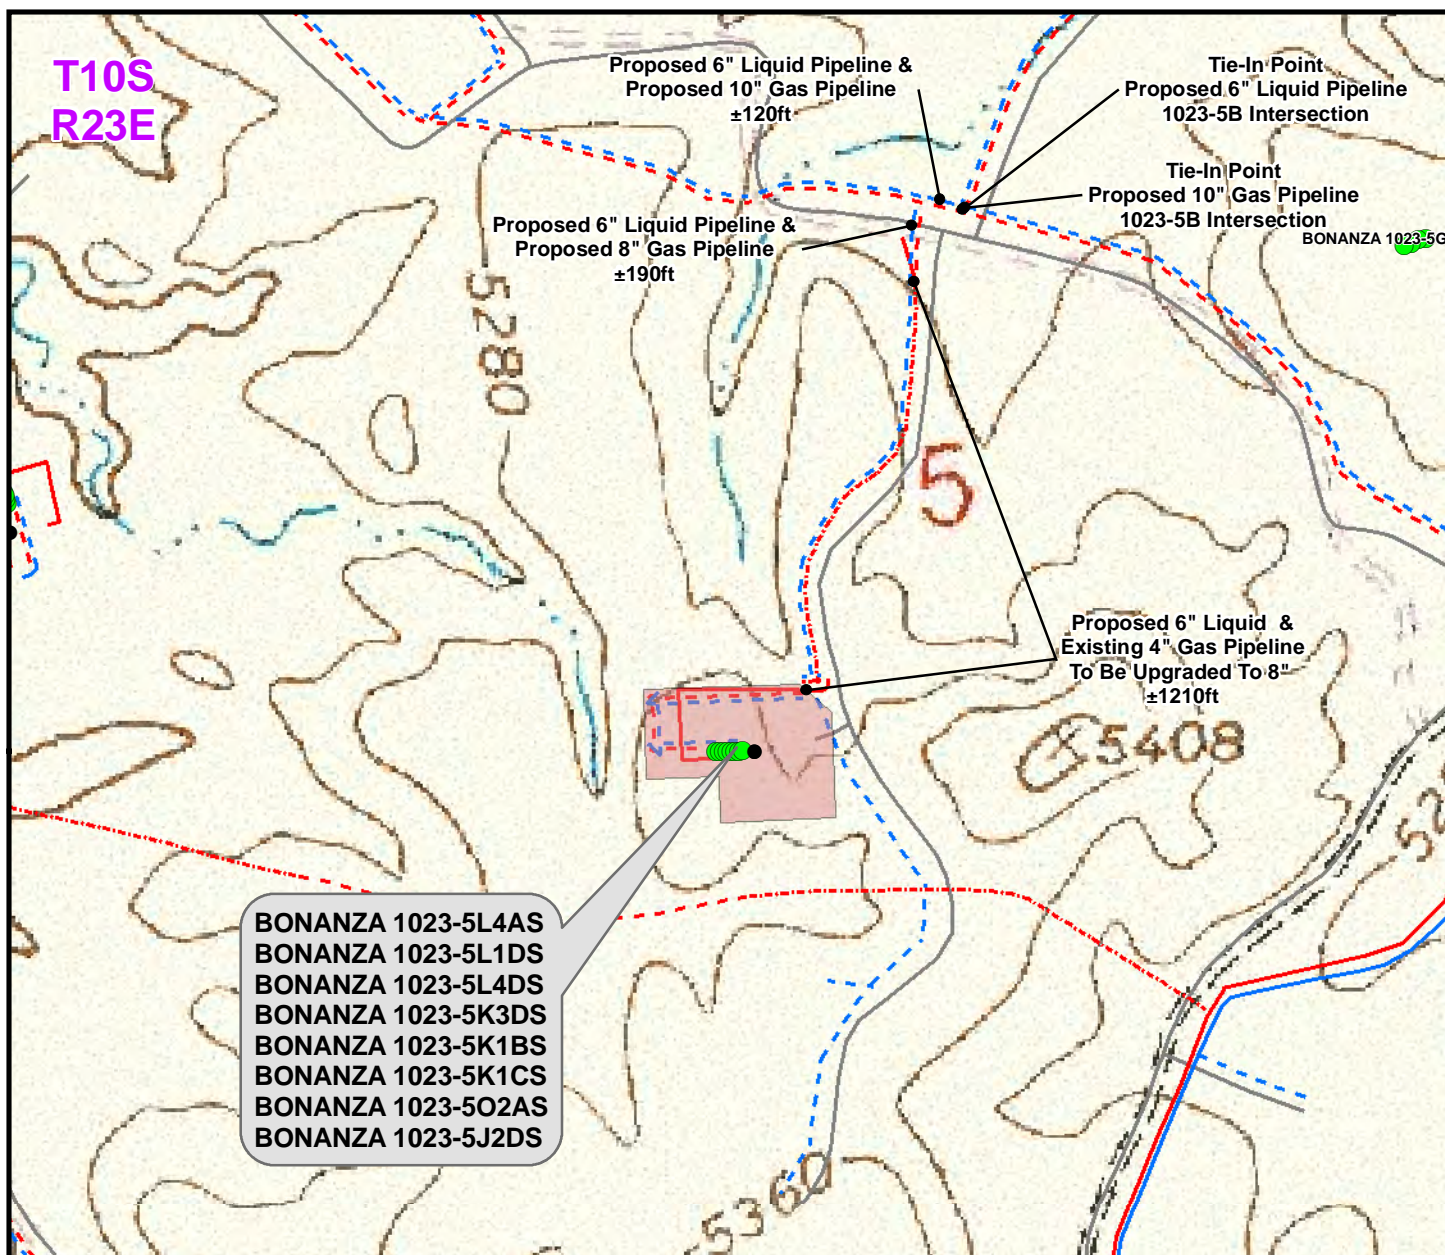 T10S
R23E
Proposed 6" Liquid Pipeline &
Proposed 10" Gas Pipeline
±120ft
Tie-In Point
Proposed 6" Liquid Pipeline
1023-5B Intersection
Tie-In Point
Proposed 10" Gas Pipeline
1023-5B Intersection
Proposed 6" Liquid Pipeline &
Proposed 8" Gas Pipeline
±190ft
BONANZA 1023-5G
5280
5
Proposed 6" Liquid &
Existing 4" Gas Pipeline
To Be Upgraded To 8"
±1210ft
5408
BONANZA 1023-5L4AS
BONANZA 1023-5L1DS
BONANZA 1023-5L4DS
BONANZA 1023-5K3DS
BONANZA 1023-5K1BS
BONANZA 1023-5K1CS
BONANZA 1023-5O2AS
BONANZA 1023-5J2DS
5360